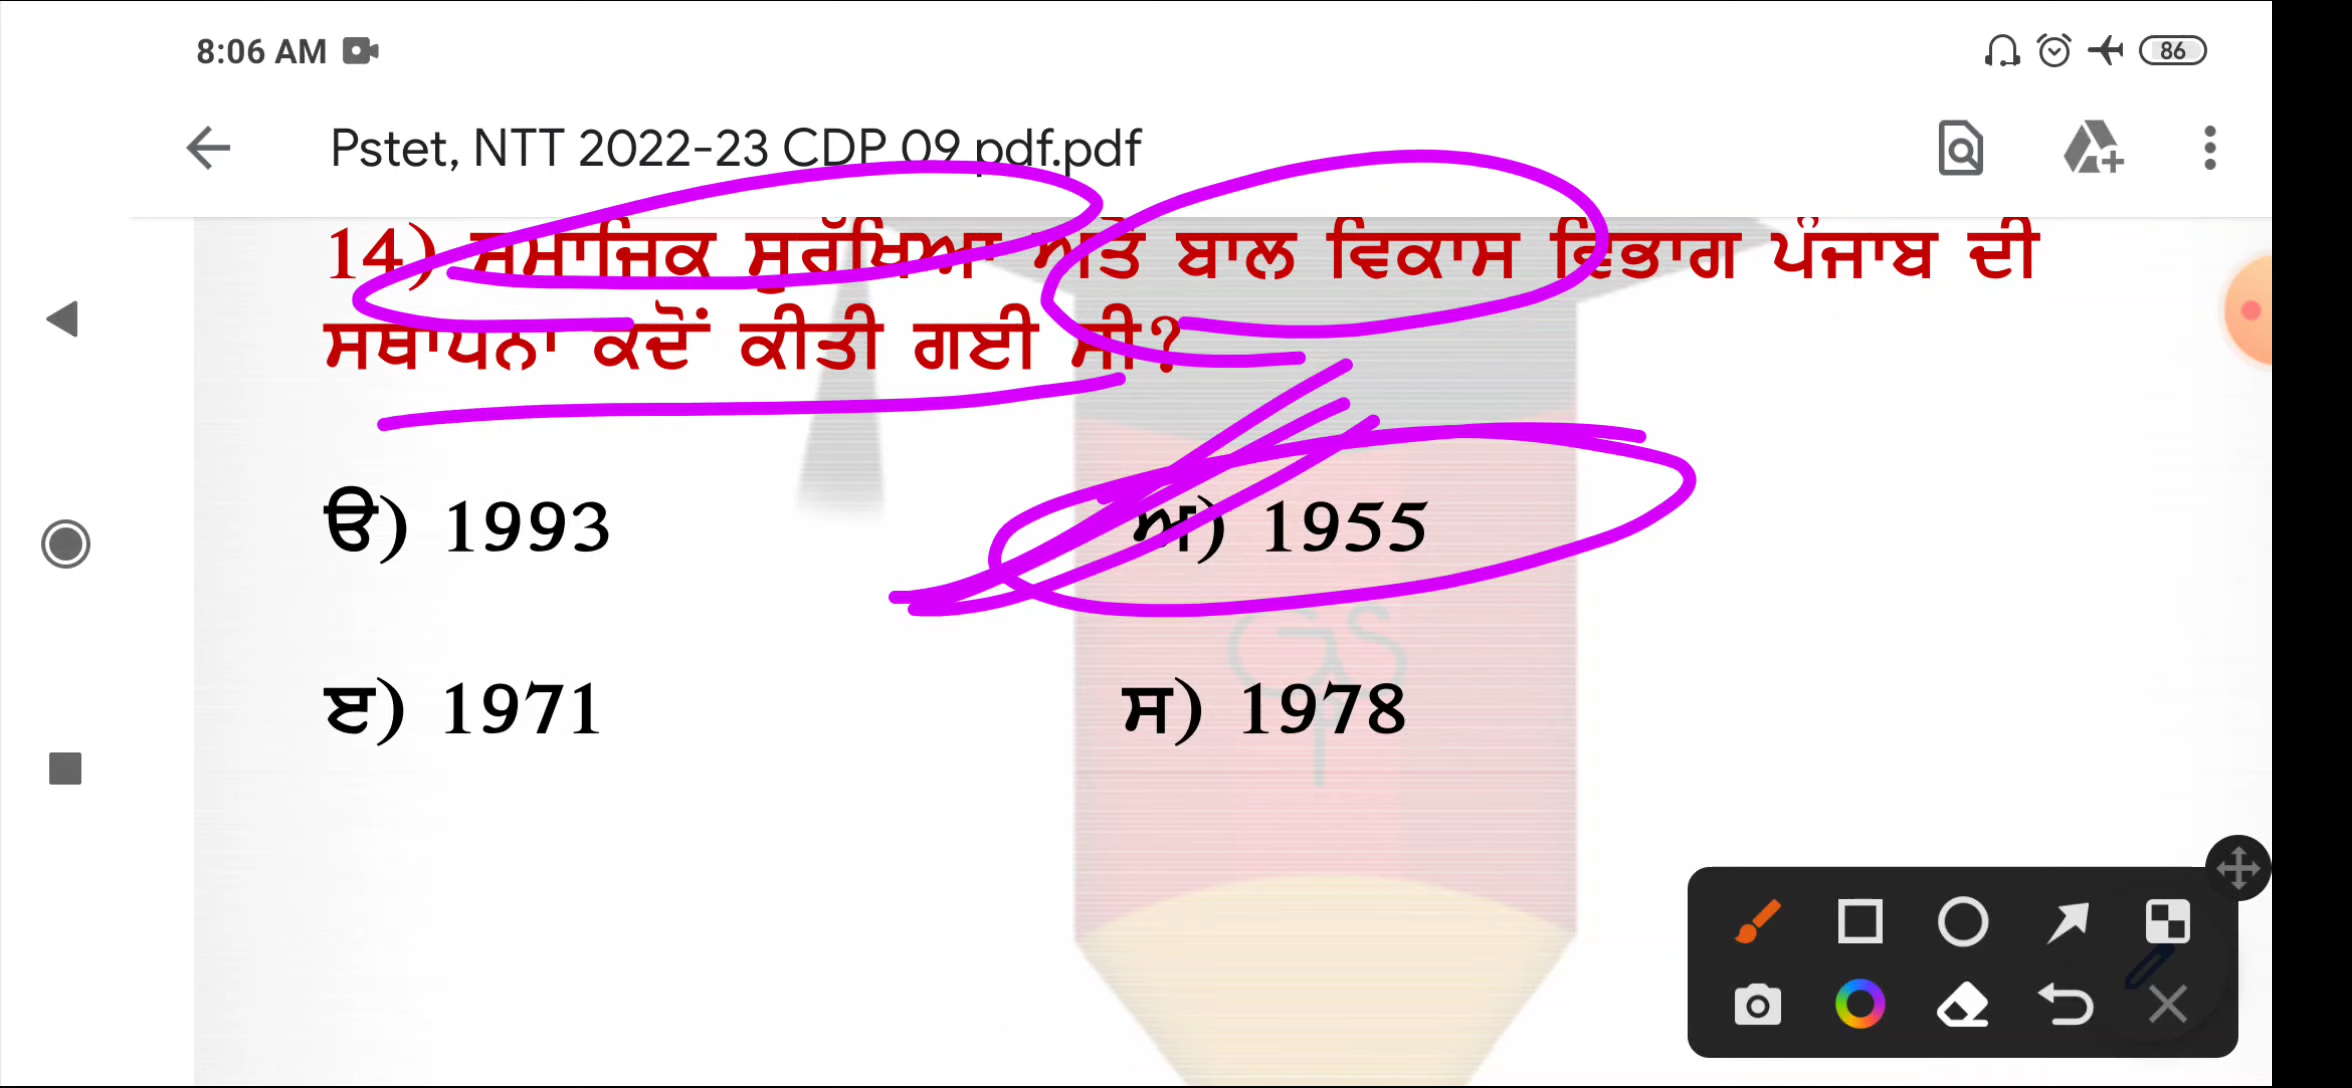 8:06 AM
86
Pstet, NTT 2022-23 CDP 09 pdf.pdf
14) ਸਮਾਜਿਕ ਸੁਰੱਖਿਆ ਅਤੇ ਬਾਲ ਵਿਕਾਸ ਵਿਭਾਗ ਪੰਜਾਬ ਦੀ
ਸਥਾਪਨਾ ਕਦੋਂ ਕੀਤੀ ਗਈ ਸੀ?
ੳ) 1993 ਅ) 1955
GS
ੲ) 1971 ਸ) 1978